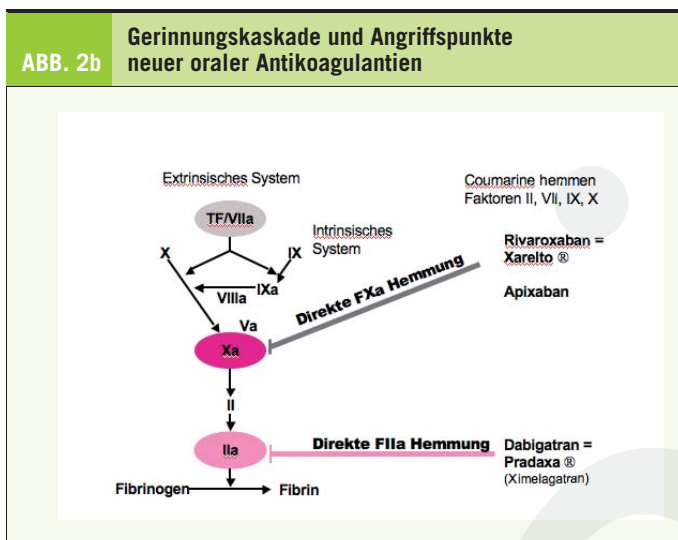 ABB. 2b
Gerinnungskaskade und Angriffspunkte
neuer oraler Antikoagulantien
Extrinsisches System
TF/VIIa
X
IX
Intrinsisches
System
VIIIa
IXa
Va
Xa
II
IIa
Fibrinogen
Fibrin
Direkte FXa Hemmung
Direkte FIIa Hemmung
Coumarine hemmen
Faktoren II, VII, IX, X
Rivaroxaban =
Xarelto ®
Apixaban
Dabigatran =
Pradaxa ®
(Ximelagatran)